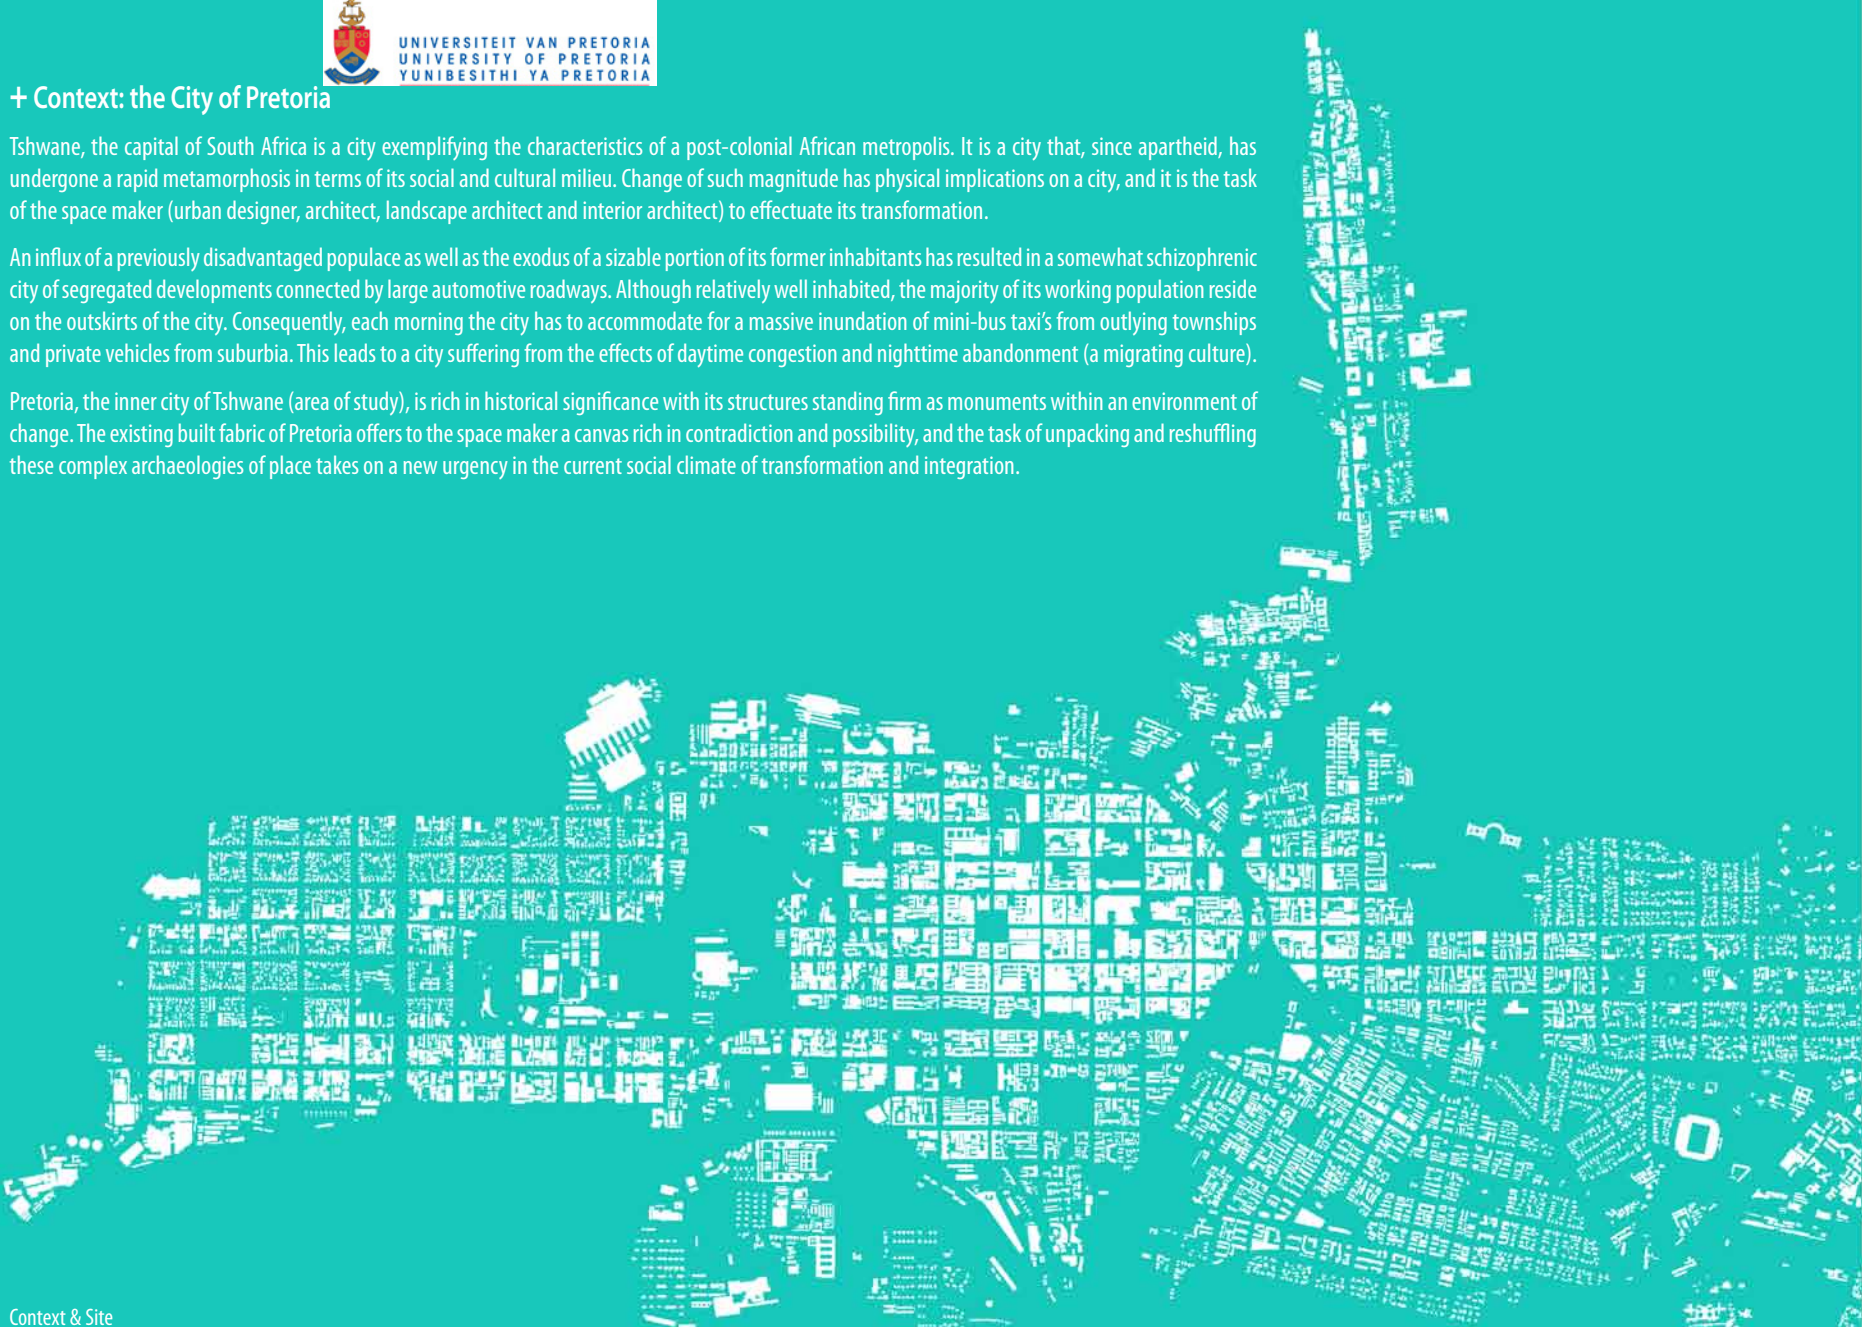 UNIVERSITEIT VAN PRETORIA
UNIVERSITY OF PRETORIA
YUNIBESITHI YA PRETORIA
+ Context: the City of Pretoria
Tshwane, the capital of South Africa is a city exemplifying the characteristics of a post-colonial African metropolis. It is a city that, since apartheid, has
undergone a rapid metamorphosis in terms of its social and cultural milieu. Change of such magnitude has physical implications on a city, and it is the task
of the space maker (urban designer, architect, landscape architect and interior architect) to effectuate its transformation.
An influx of a previously disadvantaged populace as well as the exodus of a sizable portion of its former inhabitants has resulted in a somewhat schizophrenic
city of segregated developments connected by large automotive roadways. Although relatively well inhabited, the majority of its working population reside
on the outskirts of the city. Consequently, each morning the city has to accommodate for a massive inundation of mini-bus taxi's from outlying townships
and private vehicles from suburbia. This leads to a city suffering from the effects of daytime congestion and nighttime abandonment (a migrating culture).
Pretoria, the inner city of Tshwane (area of study), is rich in historical significance with its structures standing firm as monuments within an environment of
change. The existing built fabric of Pretoria offers to the space maker a canvas rich in contradiction and possibility, and the task of unpacking and reshuffling
these complex archaeologies of place takes on a new urgency in the current social climate of transformation and integration.
Context & Site